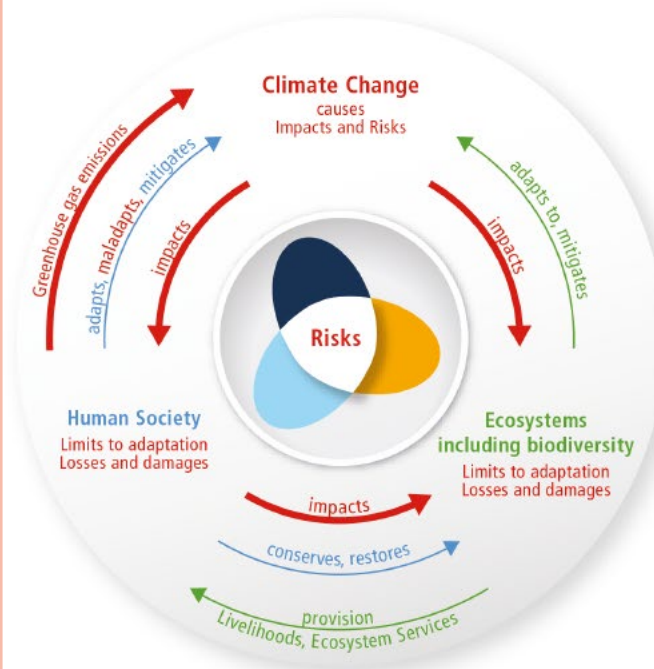 Climate Change
causes
Impacts and Risks
Greenhouse gas emissions
adapts, maladapts, mitigates
impacts
impacts
adapts to, mitigates
Risks
Human Society
Limits to adaptation
Losses and damages
Ecosystems
including biodiversity
Limits to adaptation
Losses and damages
impacts
conserves, restores
provision
Livelihoods, Ecosystem Services